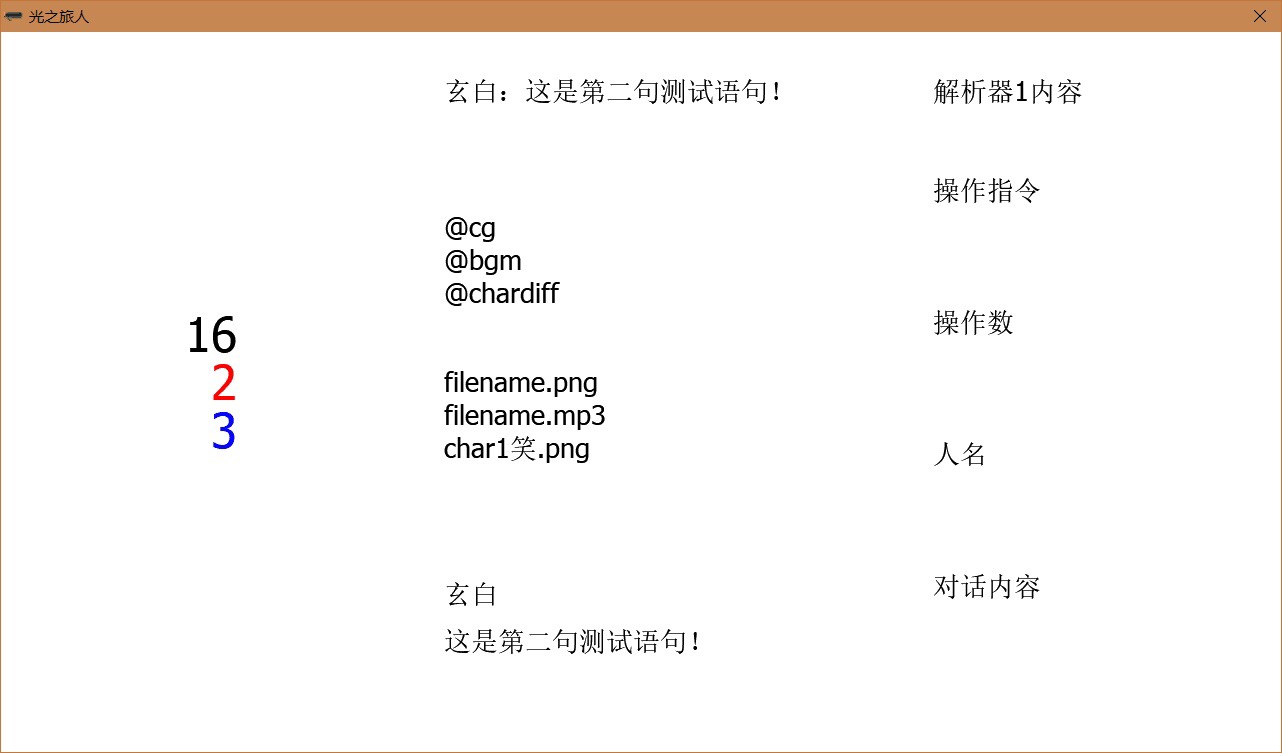 光之旅人
玄白：这是第二句测试语句！
解析器1内容
操作指令
@cg
@bgm
@chardiff
操作数
16
2
3
filename.png
filename.mp3
char1笑.png
人名
玄白
对话内容
这是第二句测试语句！